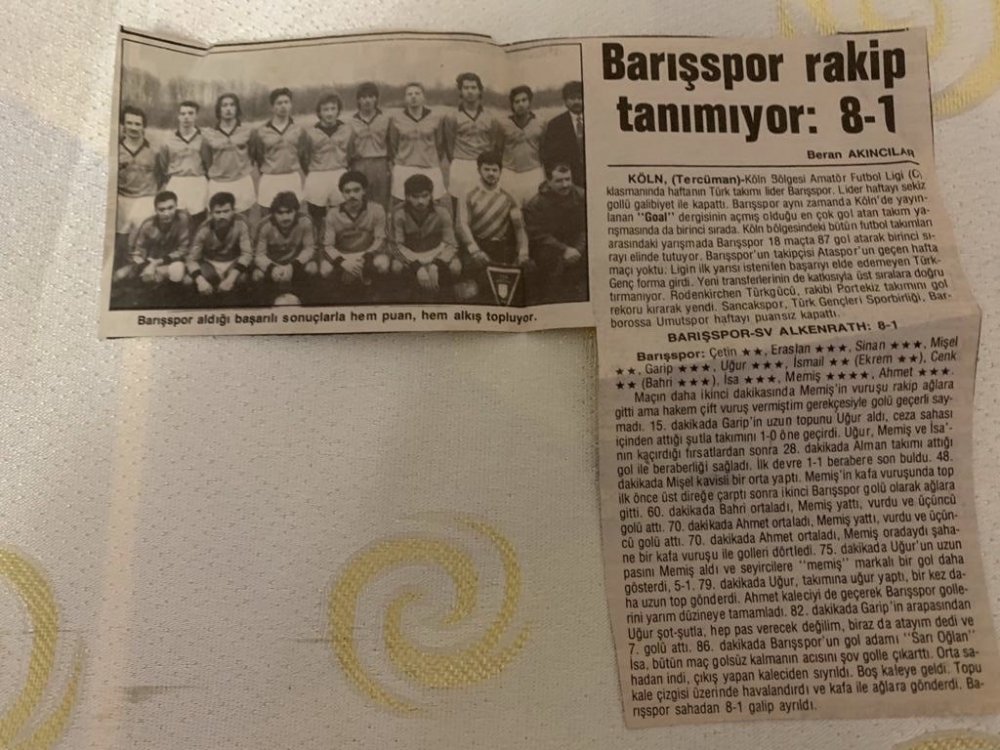 Barışspor rakip
tanımıyor: 8-1
Beran AKINCILAR
KÖLN, (Tercüman)-Köln Bölgesi Amatör Futbol Ligi (C)
klasmanında haftanın Türk takımı lider Barışspor. Lider haftayı sekiz
gollü galibiyet ile kapattı. Barışspor aynı zamanda Köln'de yayın-
lanan "Goal" dergisinin açmış olduğu en çok gol atan takım ya-
rışmasında da birinci sırada. Köln bölgesindeki bütün futbol takımları
arasındaki yarışmada Barışspor 18 maçta 87 gol atarak birinci sı-
rayı elinde tutuyor. Barışspor'un takipçisi Ataspor'un geçen hafta
maçı yoktu. Ligin ilk yarısı istenilen başarıyı elde edemeyen Türk-
Genç forma girdi. Yeni transferlerinin de katkısıyla üst sıralara doğru
tırmanıyor. Rodenkirchen Türkgücü, rakibi Portekiz takımını gol
rekoru kırarak yendi. Sancakspor, Türk Gençleri Sporbirliği, Bar-
borossa Umutspor haftayı puansız kapattı.
BARIŞSPOR-SV ALKENRATH: 8-1
Barışspor: Çetin ★★, Eraslan ★★★, Sinan ★★★, Mişel
★★, Garip ★★★, Uğur ★★★, İsmail ★★ (Ekrem ★★), Cenk
★★ (Bahri ★★★), İsa ★★★, Memiş ★★★★, Ahmet ★★★.
Maçın daha ikinci dakikasında Memiş'in vuruşu rakip ağlara
gitti ama hakem çift vuruş vermiştim gerekçesiyle golü geçerli say-
madı. 15. dakikada Garip'in uzun topunu Uğur aldı, ceza sahası
içinden attığı şutla takımını 1-0 öne geçirdi. Uğur, Memiş ve İsa'-
nın kaçırdığı fırsatlardan sonra 28. dakikada Alman takımı attığı
gol ile beraberliği sağladı. İlk devre 1-1 berabere son buldu. 48.
dakikada Mişel kavisli bir orta yaptı. Memiş'in kafa vuruşunda top
ilk önce üst direğe çarptı sonra ikinci Barışspor golü olarak ağlara
gitti. 60. dakikada Bahri ortaladı, Memiş yattı, vurdu ve üçüncü
golü attı. 70. dakikada Ahmet ortaladı, Memiş yattı, vurdu ve üçün-
cü golü attı. 70. dakikada Ahmet ortaladı, Memiş oradaydı şaha-
ne bir kafa vuruşu ile golleri dörtledi. 75. dakikada Uğur'un uzun
pasını Memiş aldı ve seyircilere "memiş" markalı bir gol daha
gösterdi, 5-1. 79. dakikada Uğur, takımına uğur yaptı, bir kez da-
ha uzun top gönderdi. Ahmet kaleciyi de geçerek Barışspor golle-
rini yarım düzineye tamamladı. 82. dakikada Garip'in arapasından
Uğur şot-şutla, hep pas verecek değilim, biraz da atayım dedi ve
7. golü attı. 86. dakikada Barışspor'un gol adamı "Sarı Oğlan"
İsa, bütün maç golsüz kalmanın acısını şov golle çıkarttı. Orta sa-
hadan indi, çıkış yapan kaleciden sıyrıldı. Boş kaleye geldi. Topu
kale çizgisi üzerinde havalandırdı ve kafa ile ağlara gönderdi. Ba-
rışspor sahadan 8-1 galip ayrıldı.
Barışspor aldığı başarılı sonuçlarla hem puan, hem alkış topluyor.